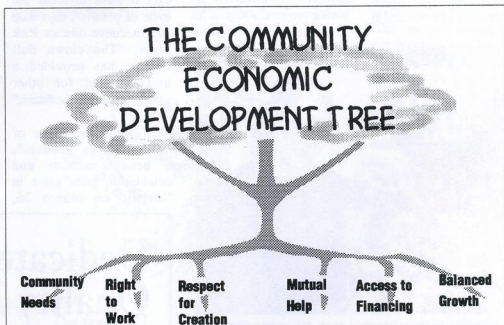 THE COMMUNITY
ECONOMIC
DEVELOPMENT TREE
Community
Needs
Right
to
Work
Respect
for
Creation
Mutual
Help
Access to
Financing
Balanced
Growth